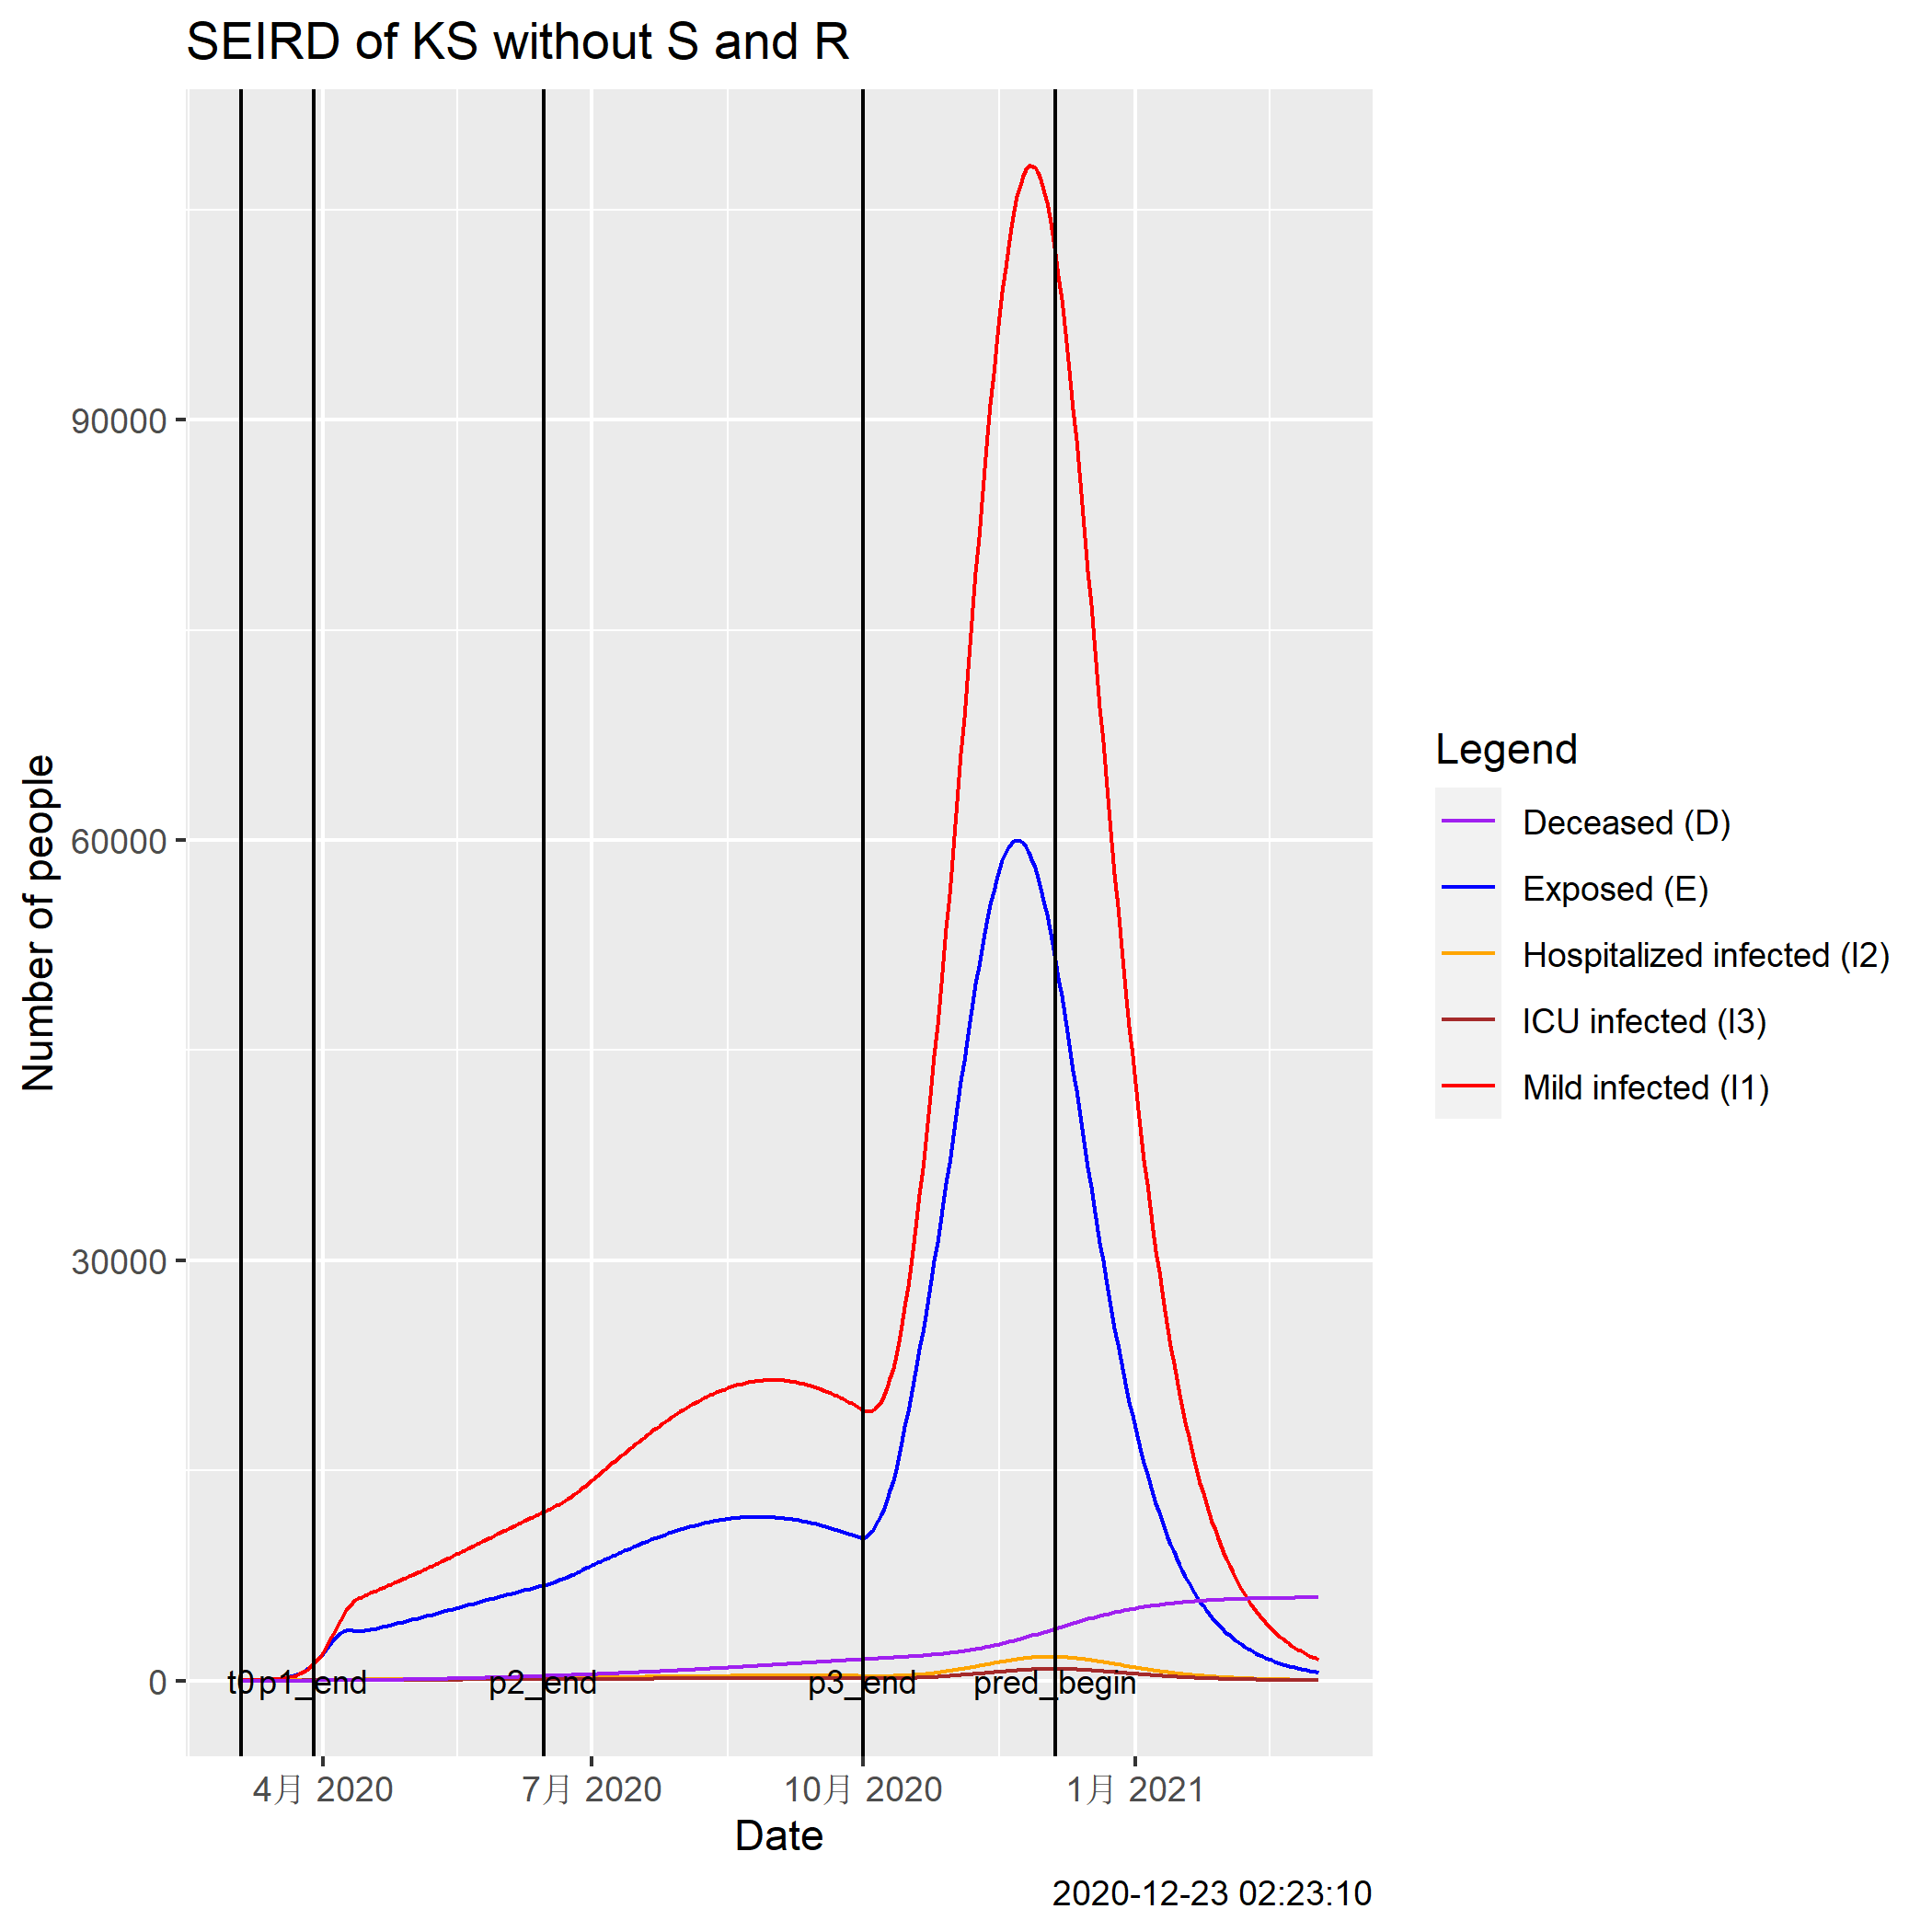 SEIRD of KS without S and R
Number of people
90000
60000
30000
0
t0
p1_end
p2_end
p3_end
pred_begin
4月 2020
7月 2020
10月 2020
1月 2021
Date
2020-12-23 02:23:10
Legend
Deceased (D)
Exposed (E)
Hospitalized infected (I2)
ICU infected (I3)
Mild infected (I1)